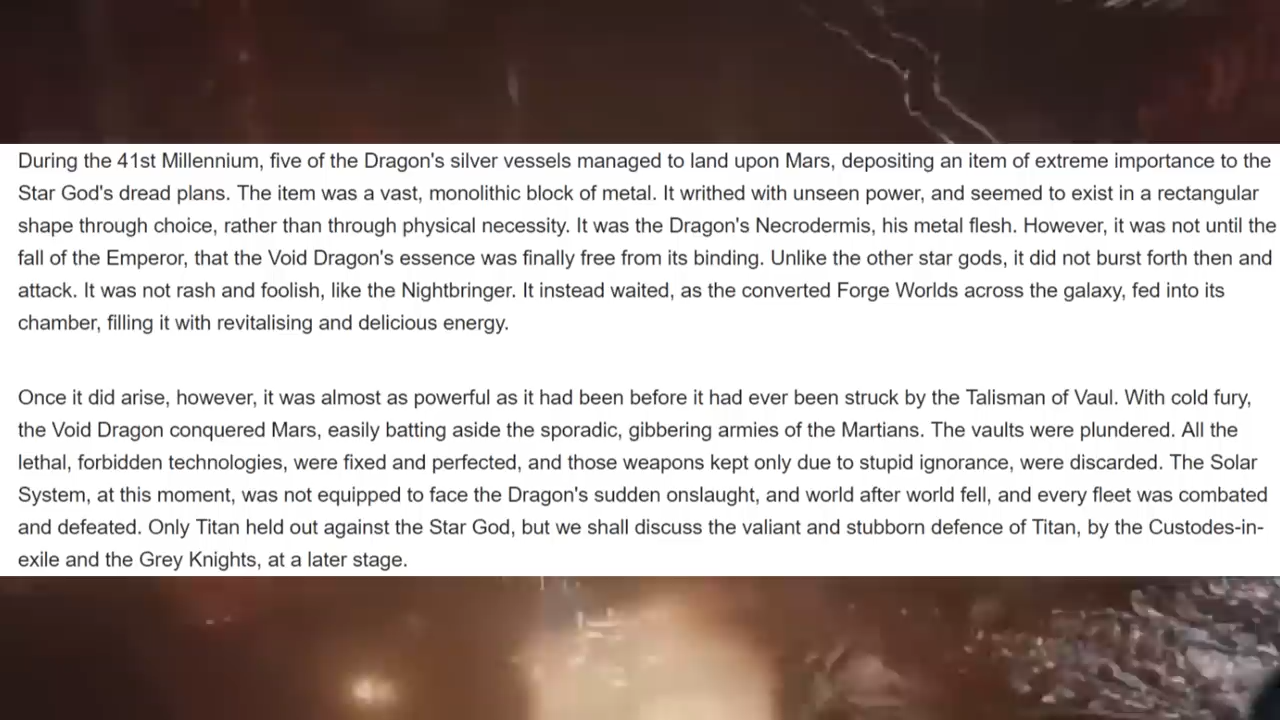 During the 41st Millennium, five of the Dragon's silver vessels managed to land upon Mars, depositing an item of extreme importance to the
Star God's dread plans. The item was a vast, monolithic block of metal. It writhed with unseen power, and seemed to exist in a rectangular
shape through choice, rather than through physical necessity. It was the Dragon's Necrodermis, his metal flesh. However, it was not until the
fall of the Emperor, that the Void Dragon's essence was finally free from its binding. Unlike the other star gods, it did not burst forth then and
attack. It was not rash and foolish, like the Nightbringer. It instead waited, as the converted Forge Worlds across the galaxy, fed into its
chamber, filling it with revitalising and delicious energy.
Once it did arise, however, it was almost as powerful as it had been before it had ever been struck by the Talisman of Vaul. With cold fury,
the Void Dragon conquered Mars, easily batting aside the sporadic, gibbering armies of the Martians. The vaults were plundered. All the
lethal, forbidden technologies, were fixed and perfected, and those weapons kept only due to stupid ignorance, were discarded. The Solar
System, at this moment, was not equipped to face the Dragon's sudden onslaught, and world after world fell, and every fleet was combated
and defeated. Only Titan held out against the Star God, but we shall discuss the valiant and stubborn defence of Titan, by the Custodes-in-
exile and the Grey Knights, at a later stage.